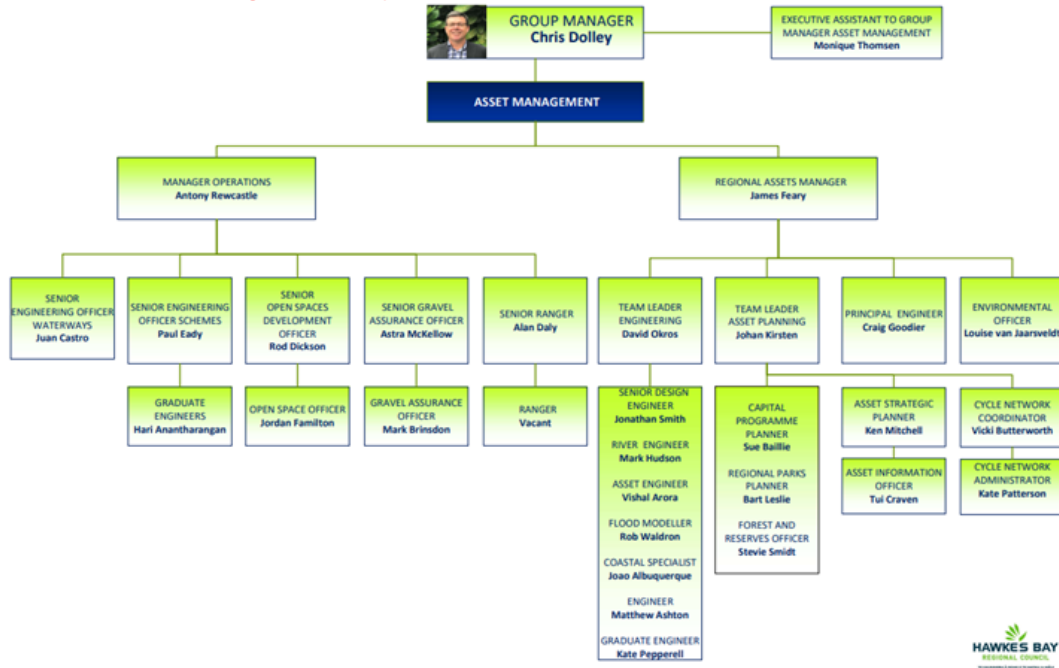 GROUP MANAGER
Chris Dolley
EXECUTIVE ASSISTANT TO GROUP
MANAGER ASSET MANAGEMENT
Monique Thomsen
ASSET MANAGEMENT
MANAGER OPERATIONS
Antony Rewcastle
REGIONAL ASSETS MANAGER
James Feary
SENIOR
ENGINEERING OFFICER
WATERWAYS
Juan Castro
SENIOR ENGINEERING
OFFICER SCHEMES
Paul Eady
SENIOR
OPEN SPACES
DEVELOPMENT
OFFICER
Rod Dickson
SENIOR GRAVEL
ASSURANCE OFFICER
Astra McKellow
SENIOR RANGER
Alan Daly
TEAM LEADER
ENGINEERING
David Okros
TEAM LEADER
ASSET PLANNING
Johan Kirsten
PRINCIPAL ENGINEER
Craig Goodier
ENVIRONMENTAL
OFFICER
Louise van Jaarsveldt
GRADUATE
ENGINEERS
Hari Anantharangan
OPEN SPACE OFFICER
Jordan Familton
GRAVEL ASSURANCE
OFFICER
Mark Brinsdon
RANGER
Vacant
SENIOR DESIGN
ENGINEER
Jonathan Smith
RIVER ENGINEER
Mark Hudson
ASSET ENGINEER
Vishal Arora
FLOOD MODELLER
Rob Waldron
COASTAL SPECIALIST
Joao Albuquerque
ENGINEER
Matthew Ashton
GRADUATE ENGINEER
Kate Pepperell
CAPITAL
PROGRAMME
PLANNER
Sue Baillie
REGIONAL PARKS
PLANNER
Bart Leslie
FOREST AND
RESERVES OFFICER
Stevie Smidt
ASSET STRATEGIC
PLANNER
Ken Mitchell
ASSET INFORMATION
OFFICER
Tui Craven
CYCLE NETWORK
COORDINATOR
Vicki Butterworth
CYCLE NETWORK
ADMINISTRATOR
Kate Patterson
HAWKES BAY
REGIONAL COUNCIL